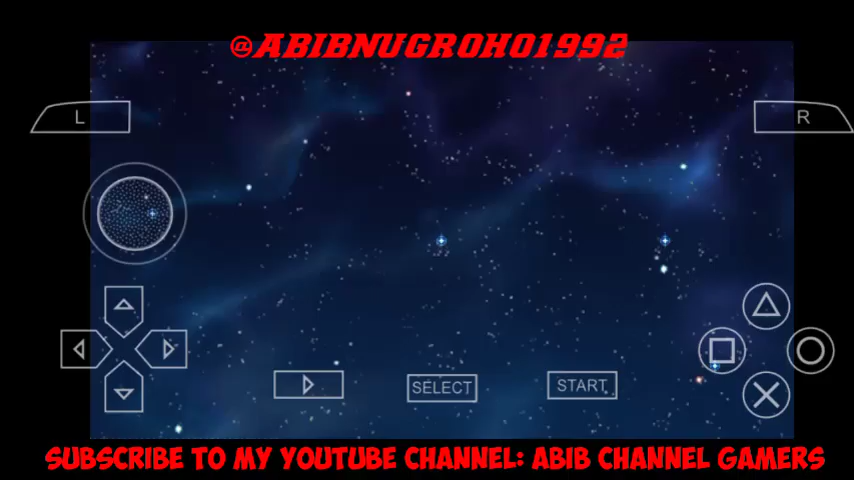 @ABIBNUGROHO1992
L
R
SELECT
START
SUBSCRIBE TO MY YOUTUBE CHANNEL: ABIB CHANNEL GAMERS